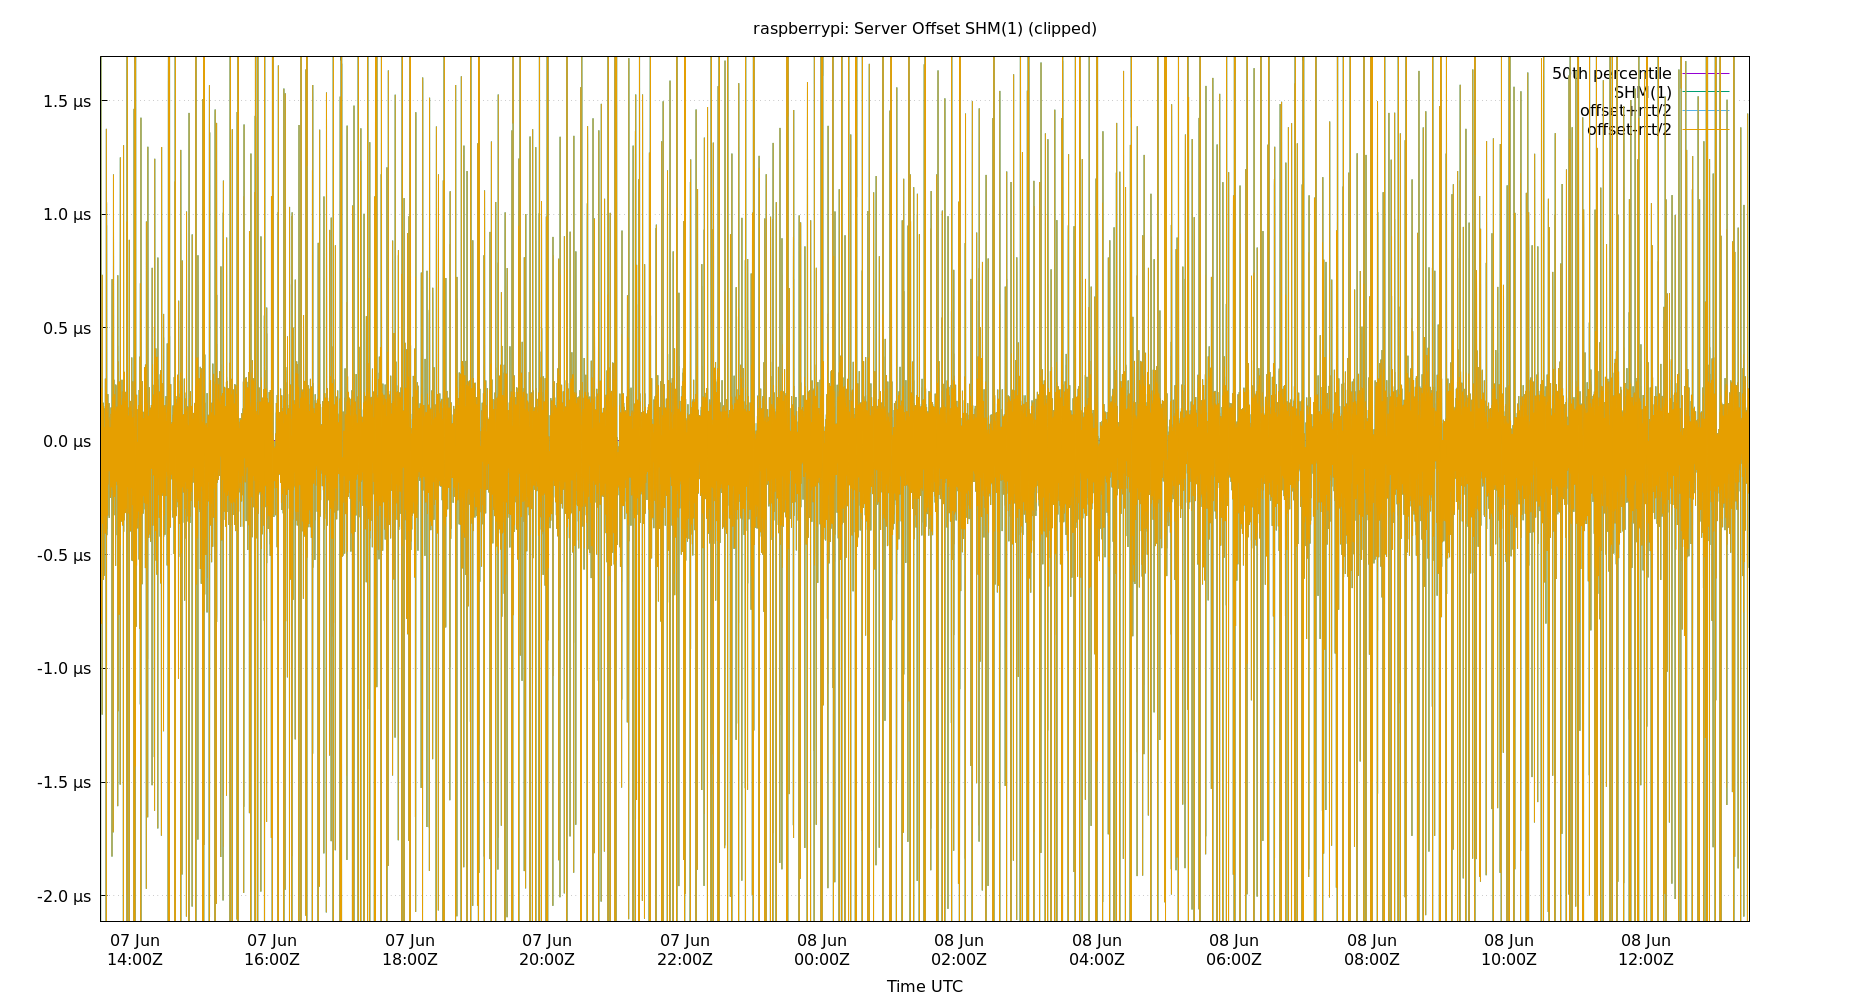 raspberrypi: Server Offset SHM(1) (clipped)
50th percentile
SHM(1)
offset+rtt/2
offset-rtt/2
1.5 µs
1.0 µs
0.5 µs
0.0 µs
-0.5 µs
-1.0 µs
-1.5 µs
-2.0 µs
07 Jun 07 Jun 07 Jun 07 Jun 07 Jun 08 Jun 08 Jun 08 Jun 08 Jun 08 Jun 08 Jun 08 Jun
14:00Z 16:00Z 18:00Z 20:00Z 22:00Z 00:00Z 02:00Z 04:00Z 06:00Z 08:00Z 10:00Z 12:00Z
Time UTC